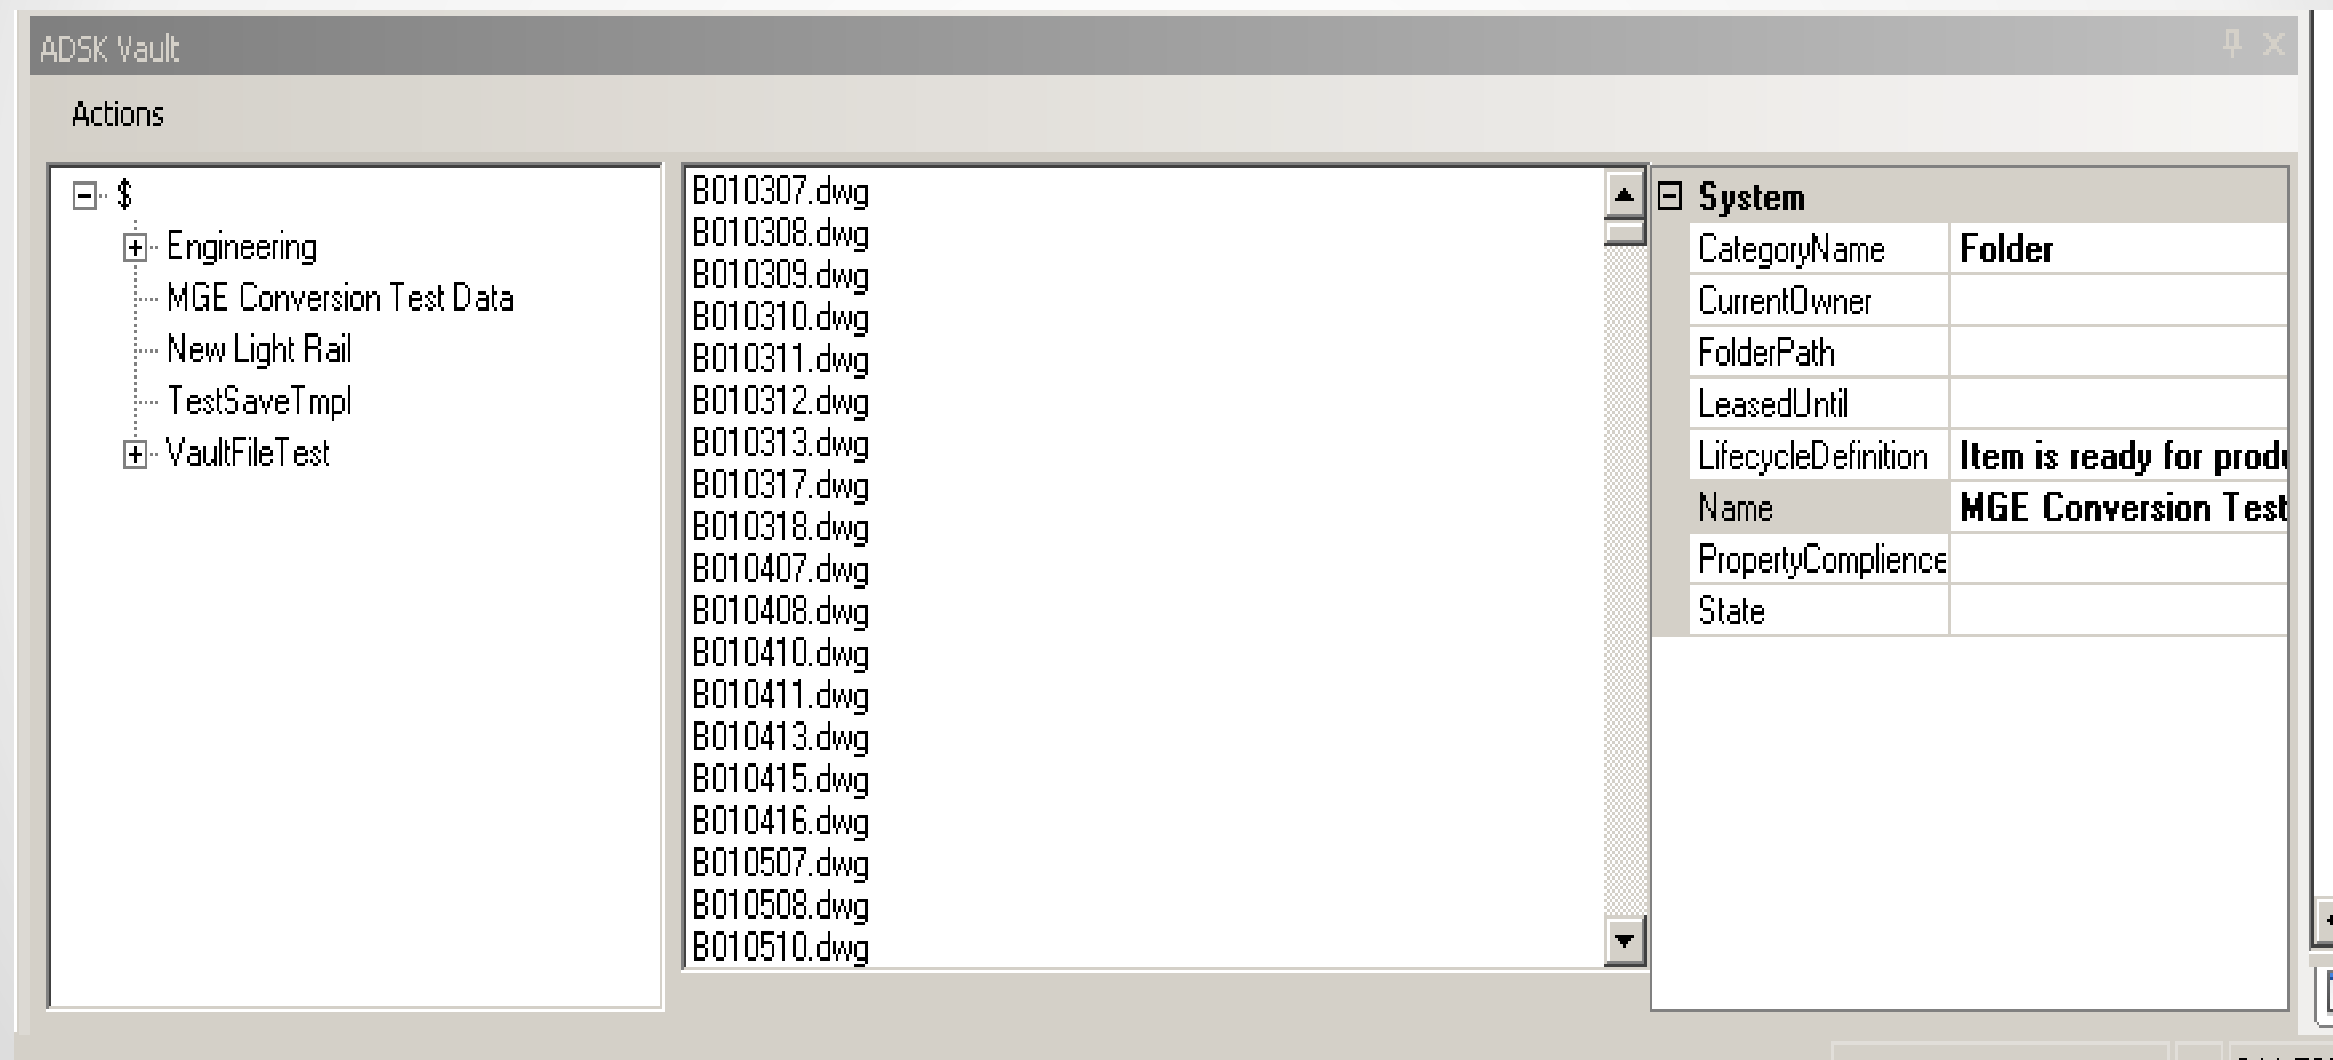 ADSK Vault
Actions
$
Engineering
MGE Conversion Test Data
New Light Rail
TestSaveTmpl
VaultFileTest
B010307.dwg
B010308.dwg
B010309.dwg
B010310.dwg
B010311.dwg
B010312.dwg
B010313.dwg
B010317.dwg
B010318.dwg
B010407.dwg
B010408.dwg
B010410.dwg
B010411.dwg
B010413.dwg
B010415.dwg
B010416.dwg
B010507.dwg
B010508.dwg
B010510.dwg
System
CategoryName Folder
CurrentOwner
FolderPath
LeasedUntil
LifecycleDefinition Item is ready for produ
Name MGE Conversion Test
PropertyComplience
State